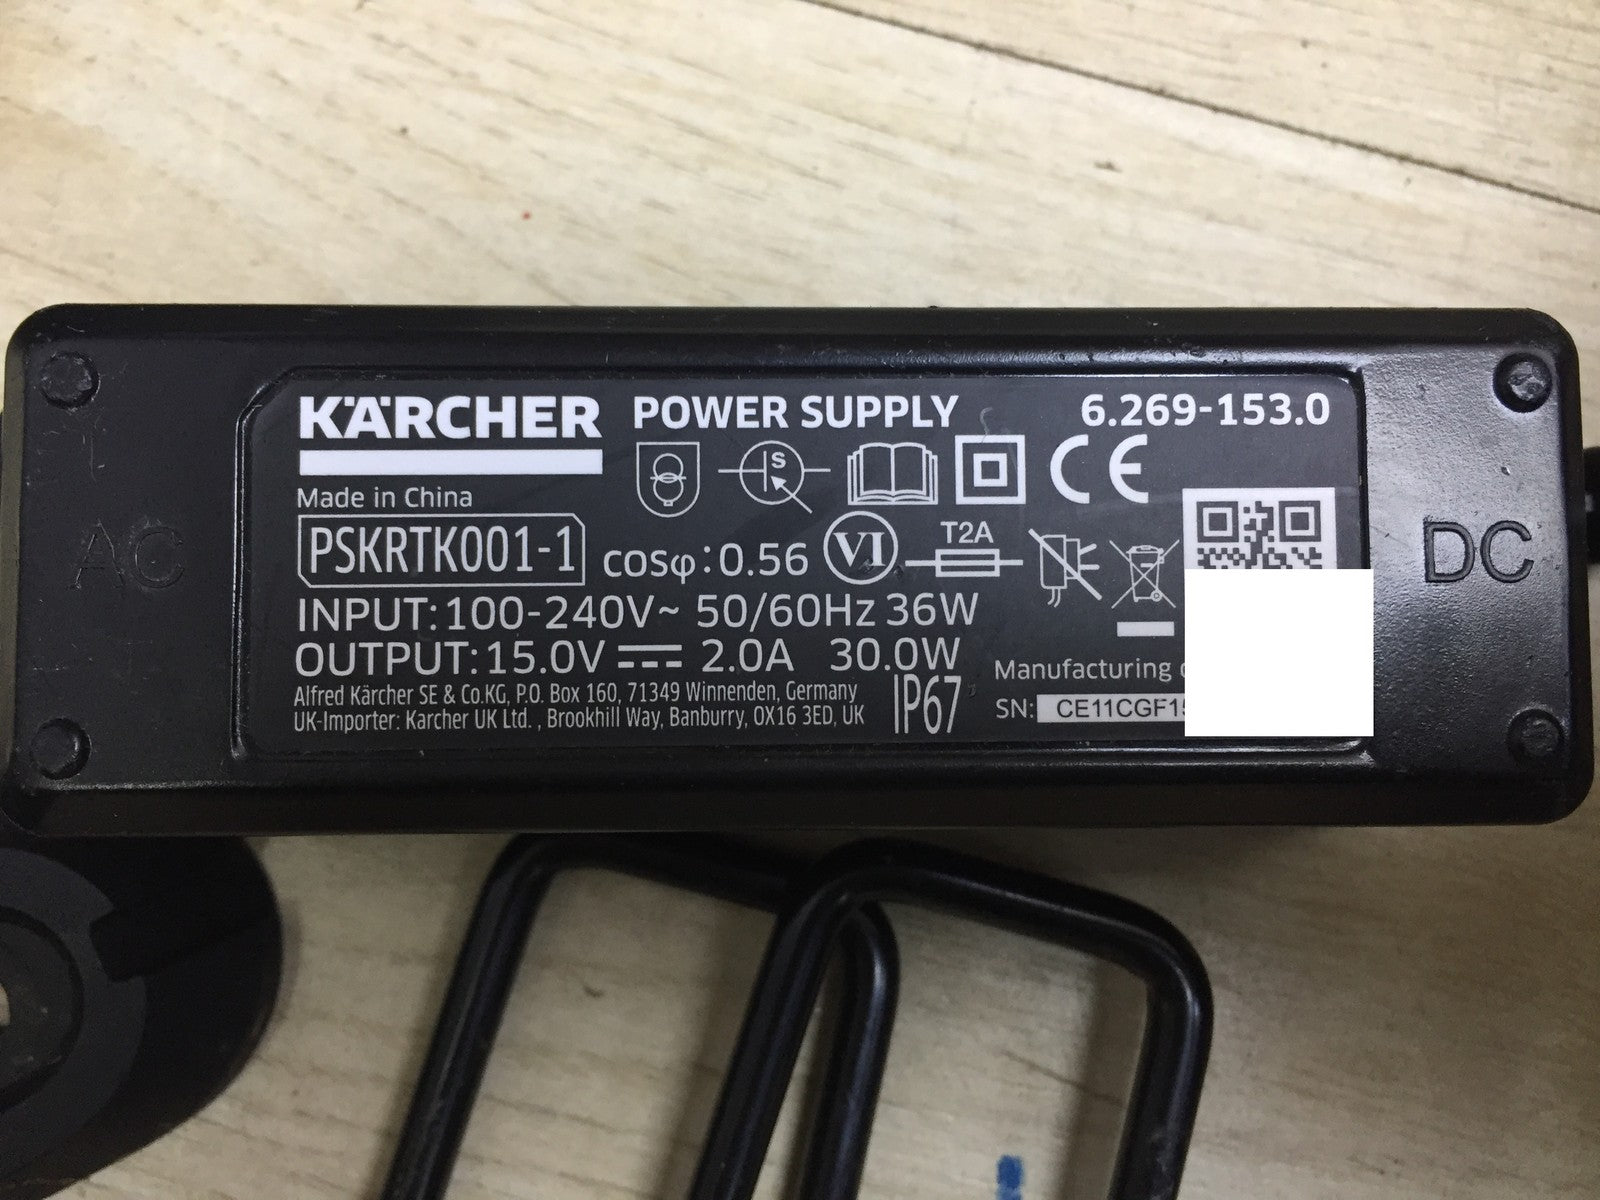 KÄRCHER POWER SUPPLY 6.269-153.0
S
CE
Made in China
AC
PSKRTK001-1 cosφ:0.56 VI T2A
DC
INPUT:100-240V~ 50/60Hz 36W
OUTPUT:15.0V ⎓ 2.0A 30.0W
Manufacturing
Alfred Kärcher SE & Co.KG, P.O. Box 160, 71349 Winnenden, Germany
UK-Importer: Karcher UK Ltd. , Brookhill Way, Banburry, OX16 3ED, UK
IP67
SN: CE11CGF15